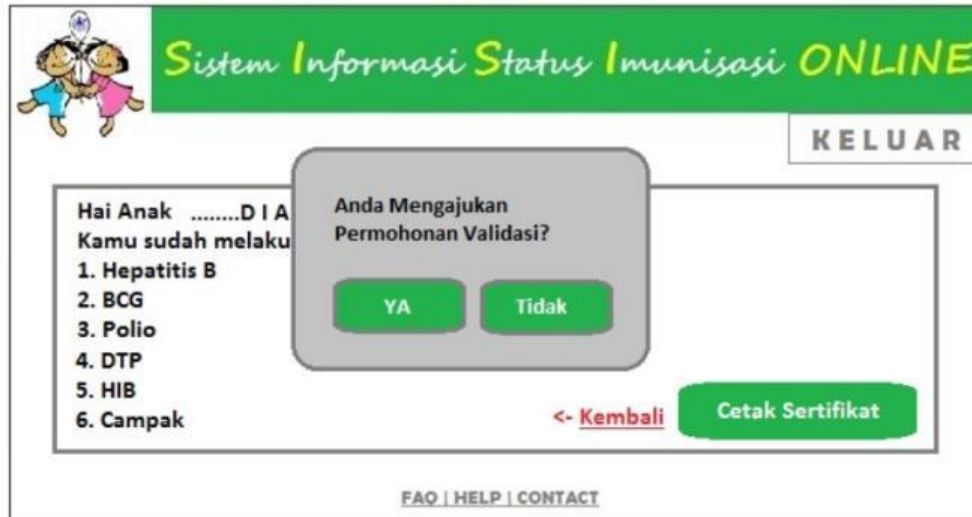 Sistem Informasi Status Imunisasi ONLINE
KELUAR
Hai Anak ........D I A
Kamu sudah melaku
1. Hepatitis B
2. BCG
3. Polio
4. DTP
5. HIB
6. Campak
Anda Mengajukan
Permohonan Validasi?
YA Tidak
<- Kembali Cetak Sertifikat
FAQ | HELP | CONTACT